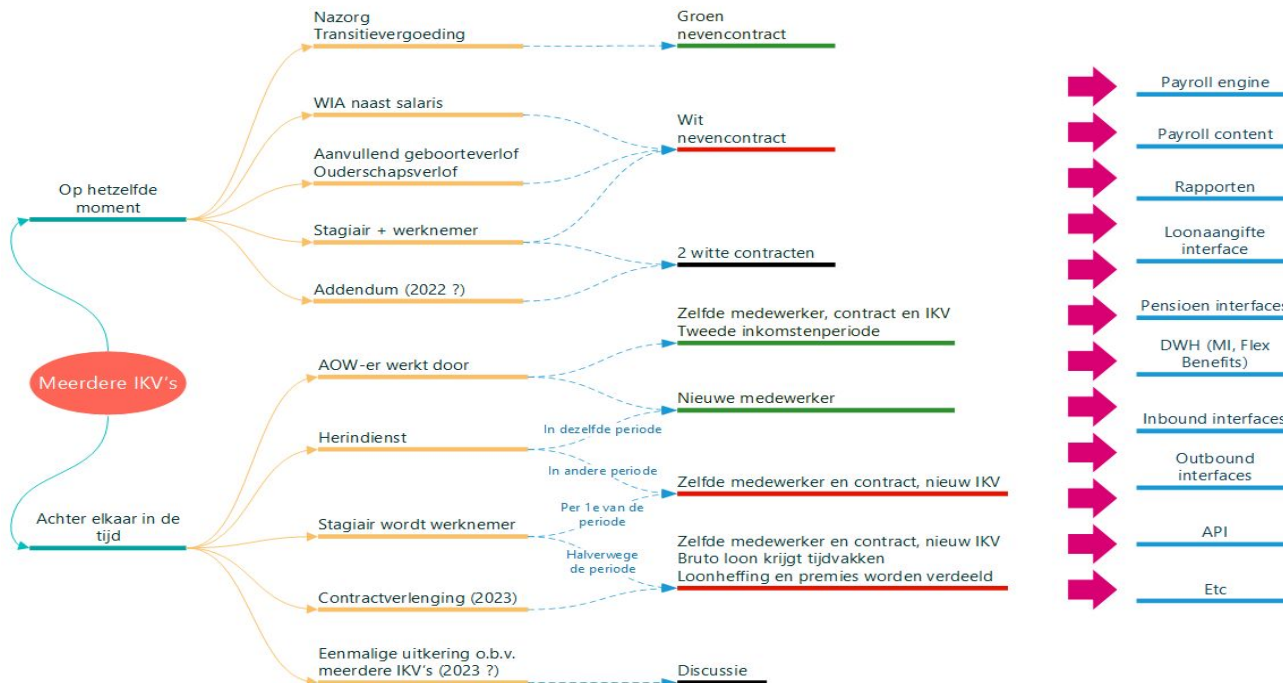 Nazorg
Transitievergoeding
Groen
nevencontract
WIA naast salaris
Wit
nevencontract
Aanvullend geboorteverlof
Ouderschapsverlof
Op hetzelfde
moment
Stagiair + werknemer
2 witte contracten
Addendum (2022 ?)
Zelfde medewerker, contract en IKV
Tweede inkomstenperiode
AOW-er werkt door
Meerdere IKV's
Nieuwe medewerker
In dezelfde periode
Herindienst
In andere periode
Zelfde medewerker en contract, nieuw IKV
Per 1e van de
periode
Achter elkaar in de
tijd
Stagiair wordt werknemer
Halverwege
de periode
Zelfde medewerker en contract, nieuw IKV
Bruto loon krijgt tijdvakken
Loonheffing en premies worden verdeeld
Contractverlenging (2023)
Eenmalige uitkering o.b.v.
meerdere IKV's (2023 ?)
Discussie
Payroll engine
Payroll content
Rapporten
Loonaangifte
interface
Pensioen interfaces
DWH (MI, Flex
Benefits)
Inbound interfaces
Outbound
interfaces
API
Etc